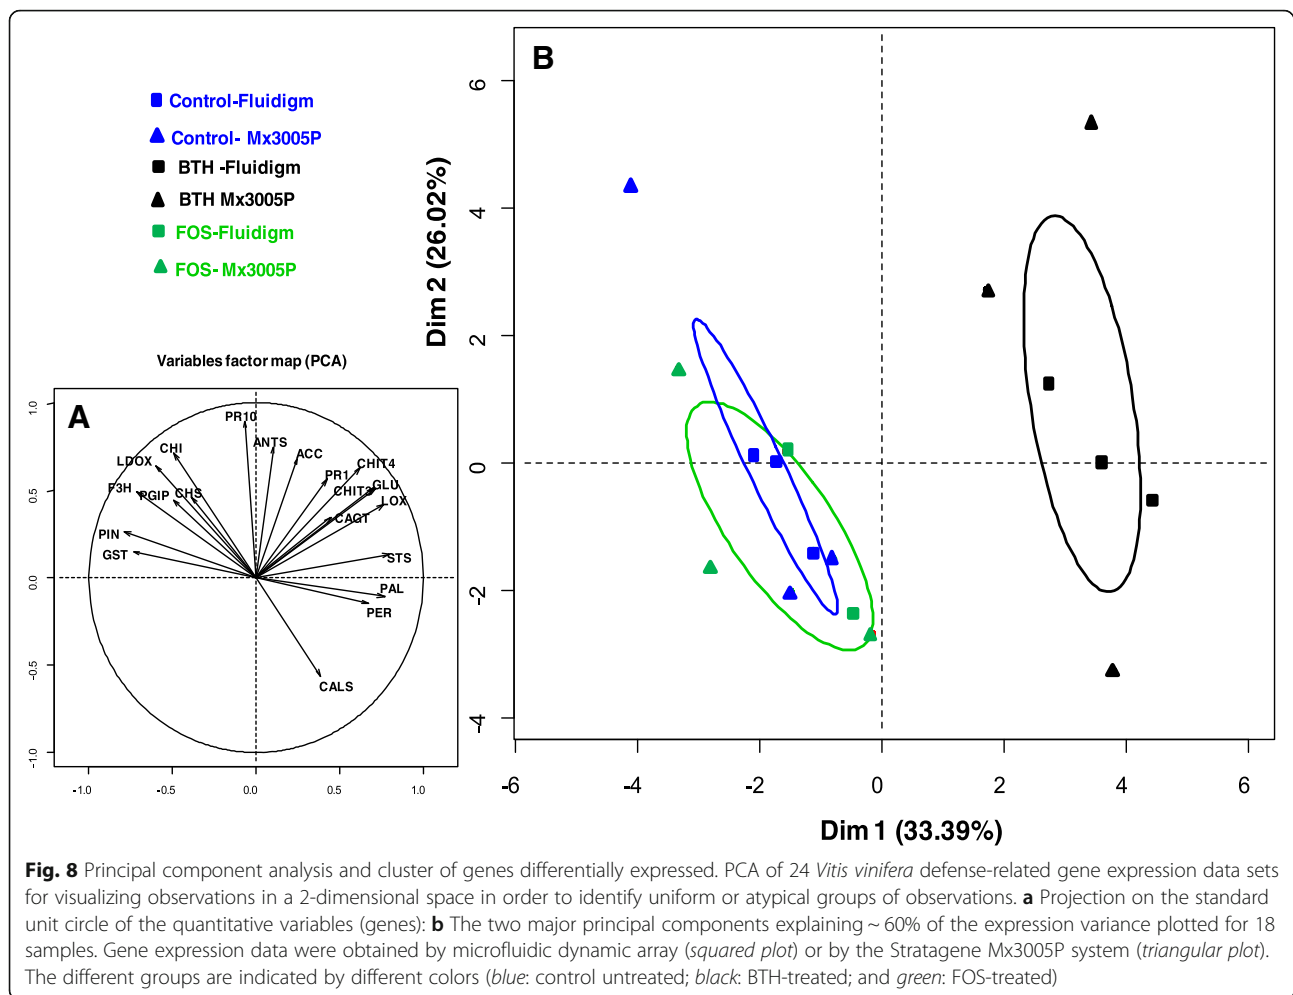 Control-Fluidigm
Control- Mx3005P
BTH -Fluidigm
BTH Mx3005P
FOS-Fluidigm
FOS- Mx3005P
Variables factor map (PCA)
A
1.0
0.5
0.0
-0.5
-1.0
-1.0
-0.5
0.0
0.5
1.0
PR10
ANTS
ACC
CHI
LDOX
F3H
PGIP
CHS
PIN
GST
PR1
CHIT4
CHIT3
GLU
LOX
CAGT
STS
PAL
PER
CALS
B
Dim 2 (26.02%)
6
4
2
0
-2
-4
-6
-4
-2
0
2
4
6
Dim 1 (33.39%)
Fig. 8 Principal component analysis and cluster of genes differentially expressed. PCA of 24 Vitis vinifera defense-related gene expression data sets
for visualizing observations in a 2-dimensional space in order to identify uniform or atypical groups of observations. a Projection on the standard
unit circle of the quantitative variables (genes): b The two major principal components explaining ~ 60% of the expression variance plotted for 18
samples. Gene expression data were obtained by microfluidic dynamic array (squared plot) or by the Stratagene Mx3005P system (triangular plot).
The different groups are indicated by different colors (blue: control untreated; black: BTH-treated; and green: FOS-treated)